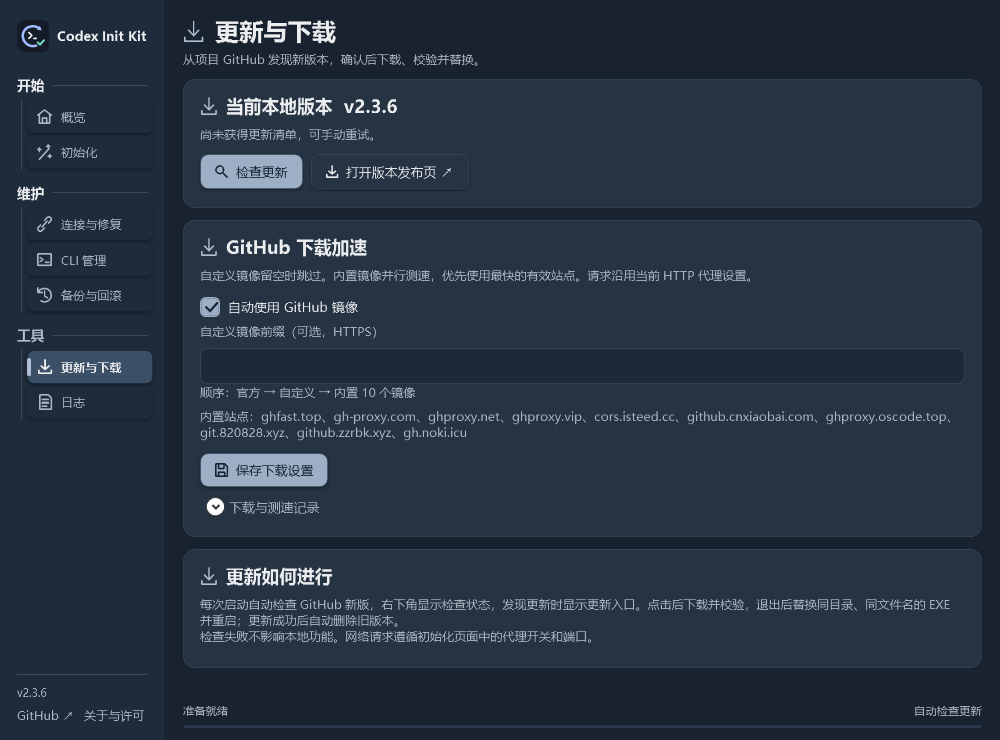 Codex Init Kit
开始
概览
初始化
维护
连接与修复
CLI 管理
备份与回滚
工具
更新与下载
日志
v2.3.6
GitHub ↗ 关于与许可
更新与下载
从项目 GitHub 发现新版本，确认后下载、校验并替换。
当前本地版本 v2.3.6
尚未获得更新清单，可手动重试。
检查更新 打开版本发布页 ↗
GitHub 下载加速
自定义镜像留空时跳过。内置镜像并行测速，优先使用最快的有效站点。请求沿用当前 HTTP 代理设置。
自动使用 GitHub 镜像
自定义镜像前缀（可选，HTTPS）
顺序：官方 → 自定义 → 内置 10 个镜像
内置站点：ghfast.top、gh-proxy.com、ghproxy.net、ghproxy.vip、cors.isteed.cc、github.cnxiaobai.com、ghproxy.oscode.top、
git.820828.xyz、github.zzrbk.xyz、gh.noki.icu
保存下载设置
下载与测速记录
更新如何进行
每次启动自动检查 GitHub 新版，右下角显示检查状态，发现更新时显示更新入口。点击后下载并校验，退出后替换同目录、同文件名的 EXE
并重启；更新成功后自动删除旧版本。
检查失败不影响本地功能。网络请求遵循初始化页面中的代理开关和端口。
准备就绪 自动检查更新